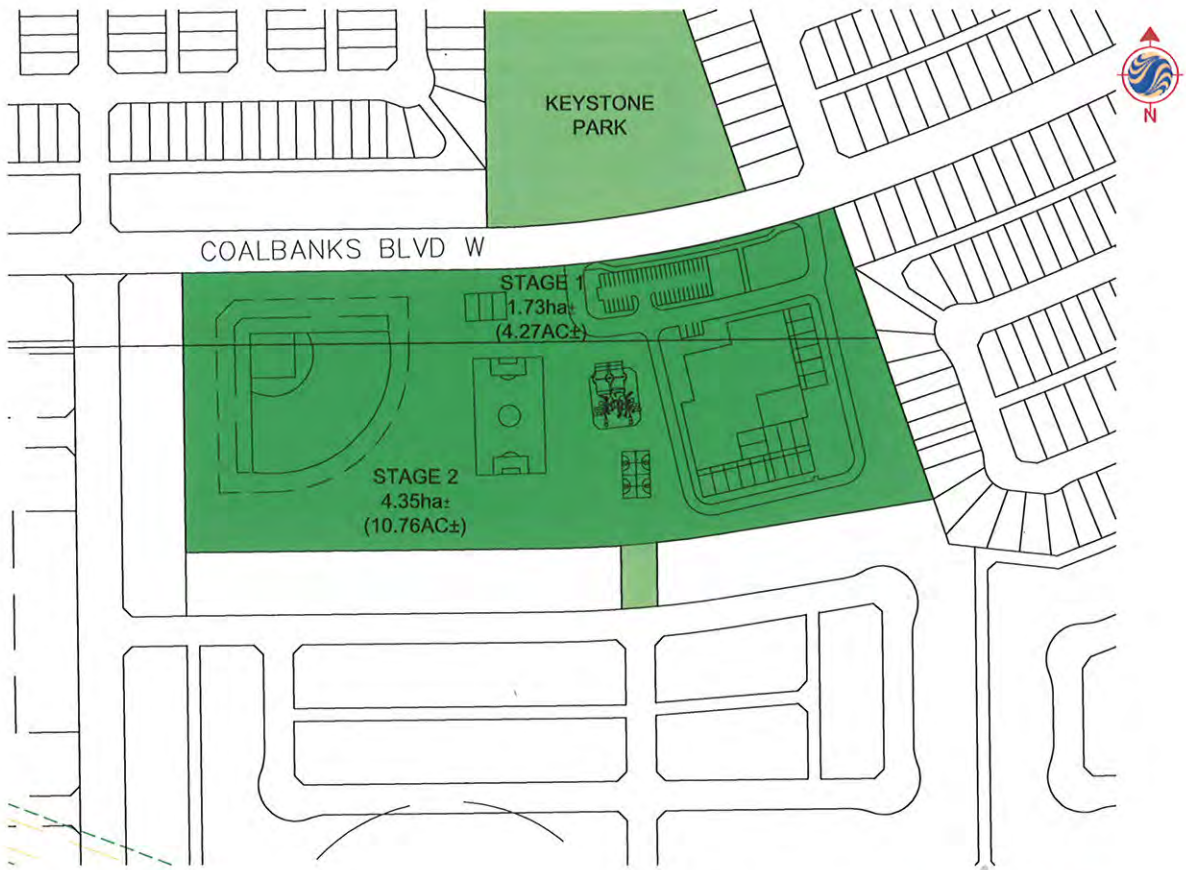 KEYSTONE
PARK
N
COALBANKS BLVD W
STAGE 1
1.73ha±
(4.27AC±)
STAGE 2
4.35ha±
(10.76AC±)